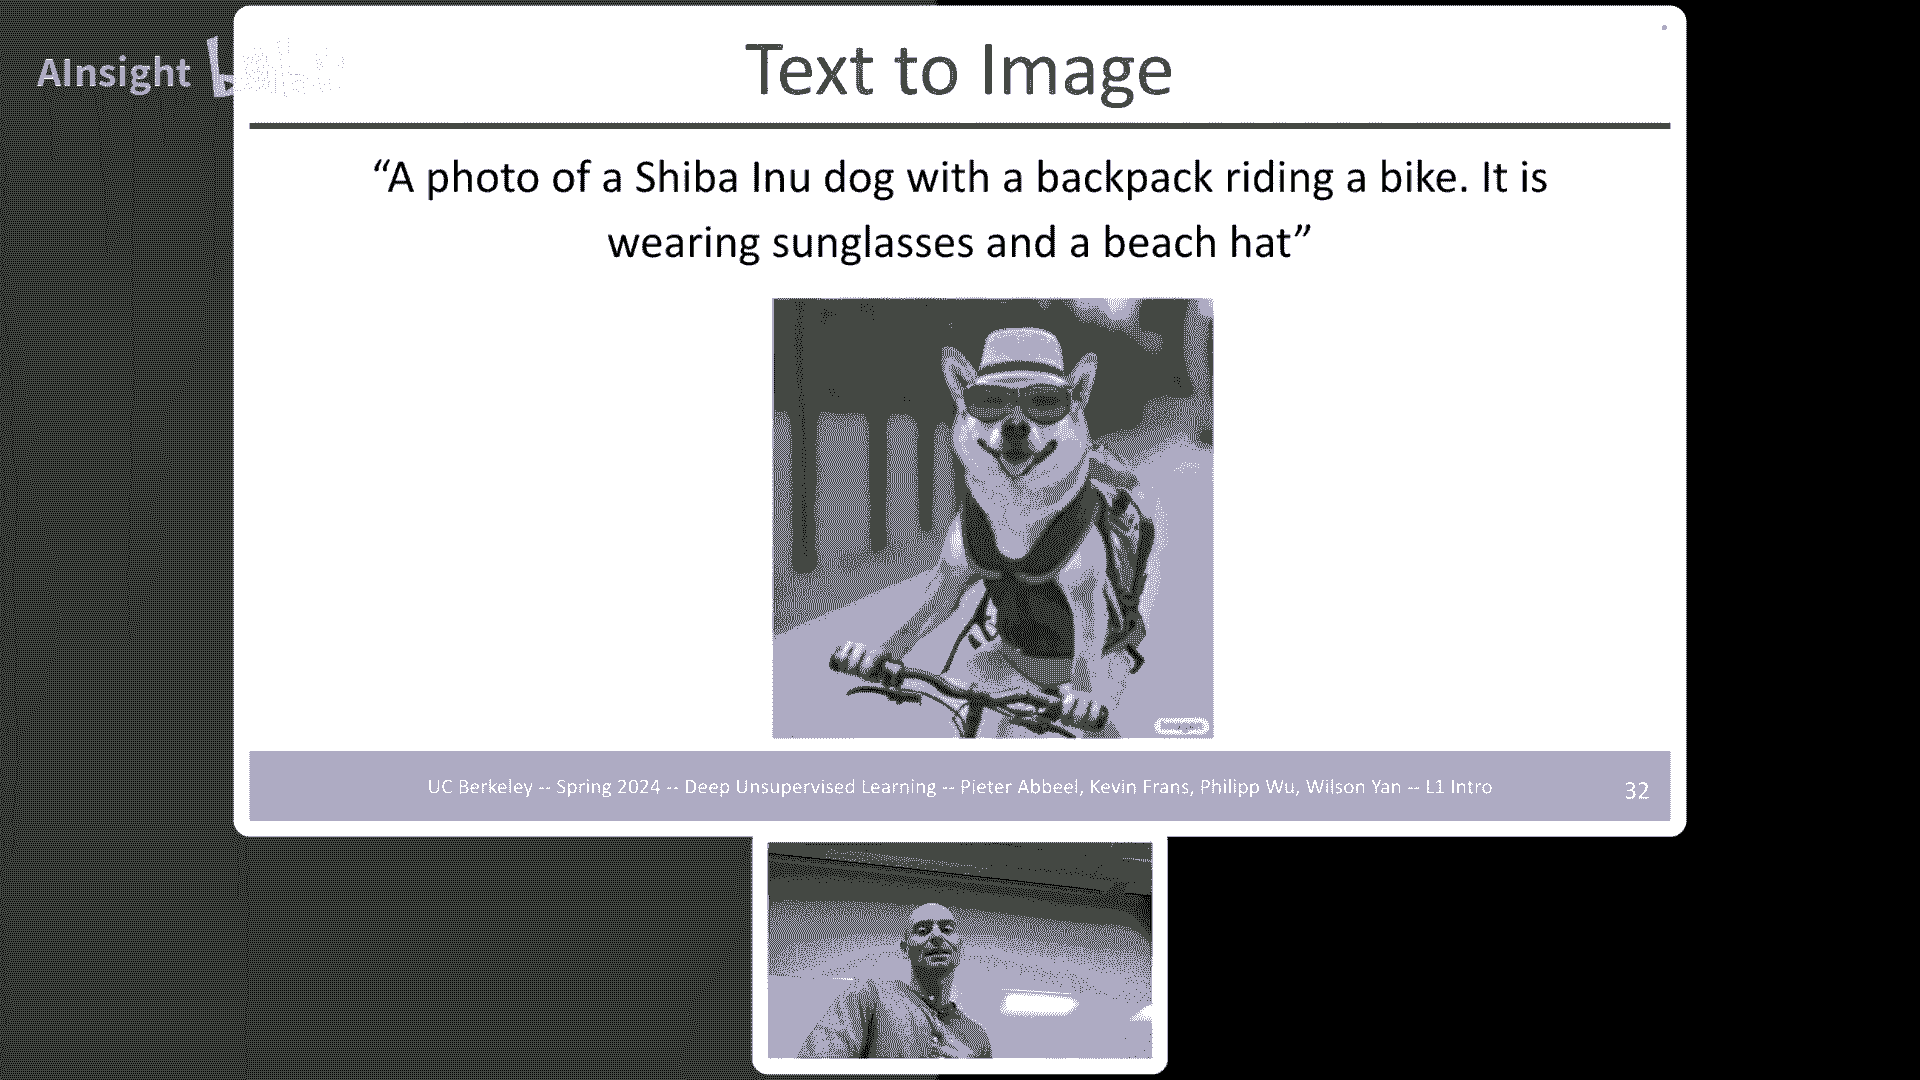 AInsight
Text to Image
“A photo of a Shiba Inu dog with a backpack riding a bike. It is
wearing sunglasses and a beach hat”
UC Berkeley -- Spring 2024 -- Deep Unsupervised Learning -- Pieter Abbeel, Kevin Frans, Philipp Wu, Wilson Yan -- L1 Intro
32